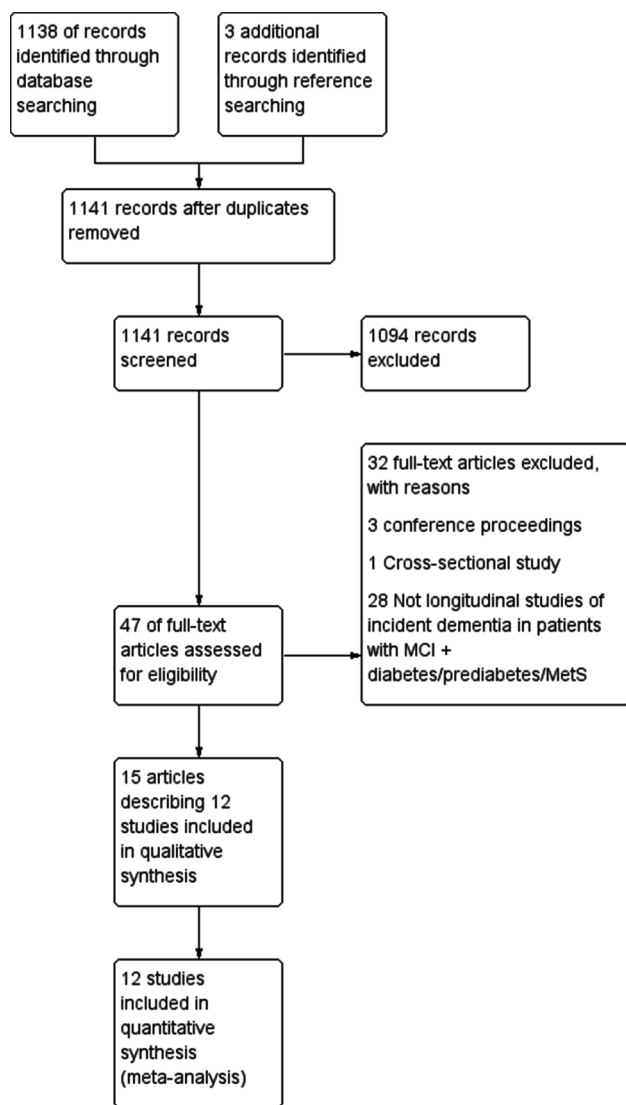 1138 of records
identified through
database
searching
3 additional
records identified
through reference
searching
1141 records after duplicates
removed
1141 records
screened
1094 records
excluded
32 full-text articles excluded,
with reasons
3 conference proceedings
1 Cross-sectional study
28 Not longitudinal studies of
incident dementia in patients
with MCI +
diabetes/prediabetes/MetS
47 of full-text
articles assessed
for eligibility
15 articles
describing 12
studies included
in qualitative
synthesis
12 studies
included in
quantitative
synthesis
(meta-analysis)